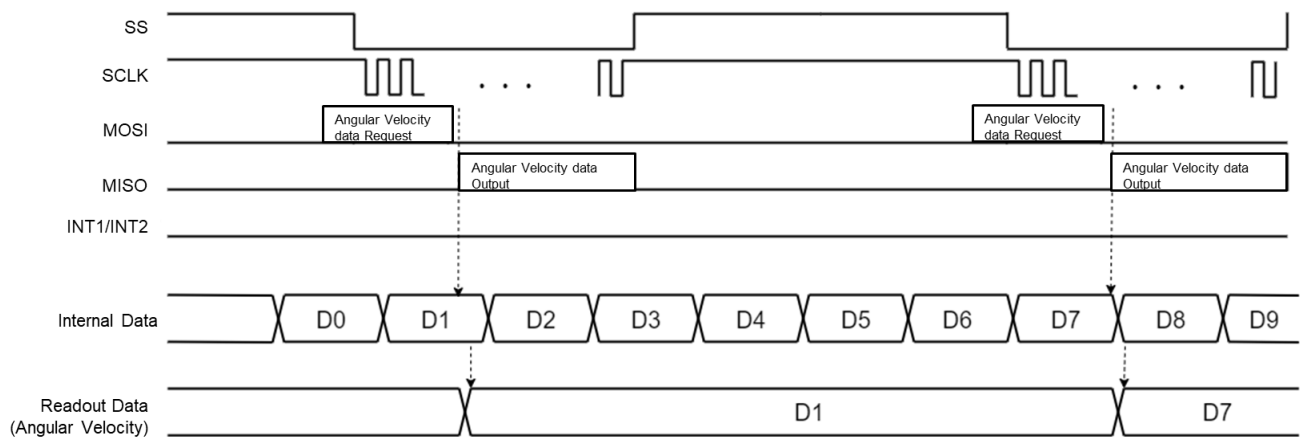 SS
SCLK
. . .
. . .
MOSI
Angular Velocity
data Request
Angular Velocity
data Request
MISO
Angular Velocity data
Output
Angular Velocity data
Output
INT1/INT2
Internal Data
D0
D1
D2
D3
D4
D5
D6
D7
D8
D9
Readout Data
(Angular Velocity)
D1
D7